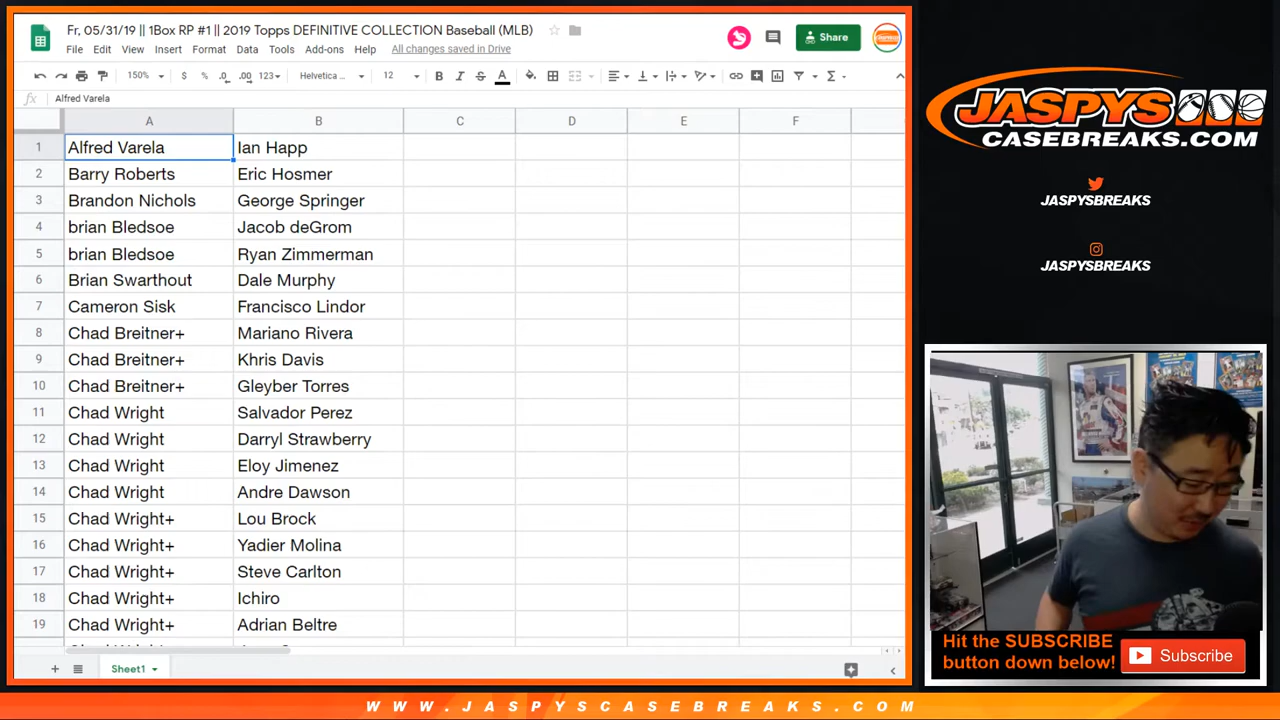 Fr, 05/31/19 || 1Box RP #1 || 2019 Topps DEFINITIVE COLLECTION Baseball (MLB)
File Edit View Insert Format Data Tools Add-ons Help All changes saved in Drive
Share
150% $ % .0 .00 123 Helvetica ... 12 B I S A
fx Alfred Varela
A B C D E F
1 Alfred Varela Ian Happ
2 Barry Roberts Eric Hosmer
3 Brandon Nichols George Springer
4 brian Bledsoe Jacob deGrom
5 brian Bledsoe Ryan Zimmerman
6 Brian Swarthout Dale Murphy
7 Cameron Sisk Francisco Lindor
8 Chad Breitner+ Mariano Rivera
9 Chad Breitner+ Khris Davis
10 Chad Breitner+ Gleyber Torres
11 Chad Wright Salvador Perez
12 Chad Wright Darryl Strawberry
13 Chad Wright Eloy Jimenez
14 Chad Wright Andre Dawson
15 Chad Wright+ Lou Brock
16 Chad Wright+ Yadier Molina
17 Chad Wright+ Steve Carlton
18 Chad Wright+ Ichiro
19 Chad Wright+ Adrian Beltre
Sheet1
JASPYS
CASEBREAKS.COM
JASPYSBREAKS
JASPYSBREAKS
Hit the SUBSCRIBE
button down below!
Subscribe
WWW.JASPYSCASEBREAKS.COM